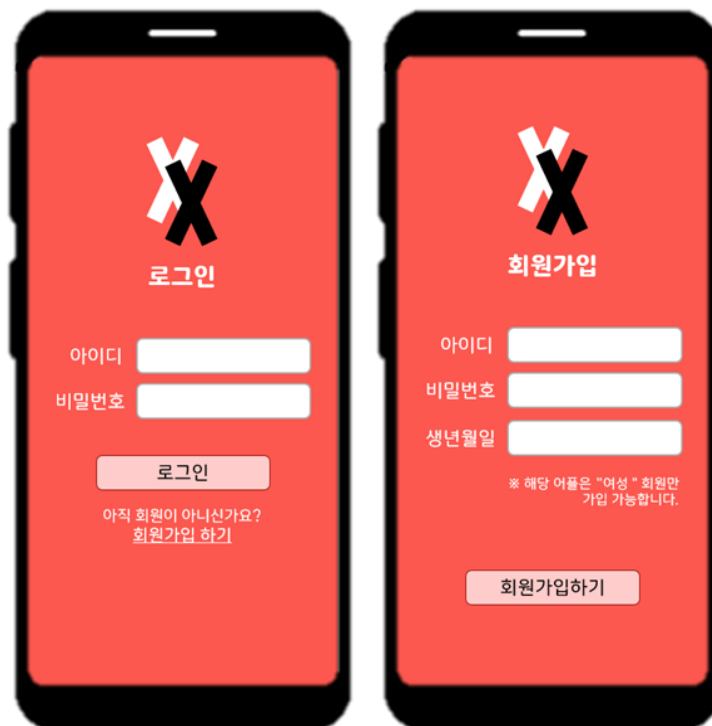 로그인
아이디
비밀번호
로그인
아직 회원이 아니신가요?
회원가입 하기
회원가입
아이디
비밀번호
생년월일
※ 해당 어플은 "여성 " 회원만
가입 가능합니다.
회원가입하기